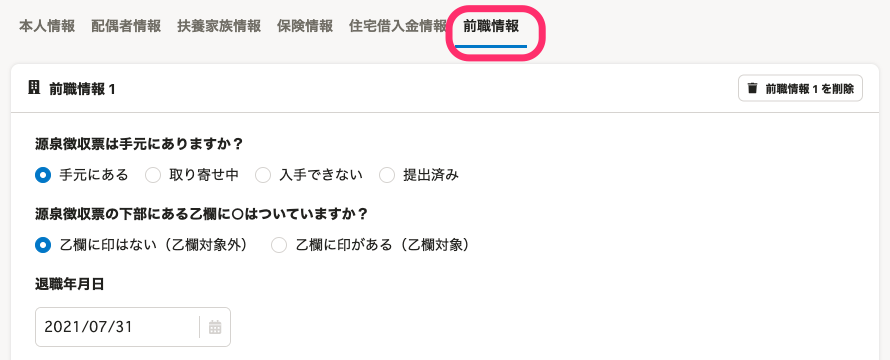 本人情報 配偶者情報 扶養家族情報 保険情報 住宅借入金情報 前職情報
前職情報 1 前職情報 1 を削除
源泉徴収票は手元にありますか？
手元にある 取り寄せ中 入手できない 提出済み
源泉徴収票の下部にある乙欄に○はついていますか？
乙欄に印はない（乙欄対象外） 乙欄に印がある（乙欄対象）
退職年月日
2021/07/31